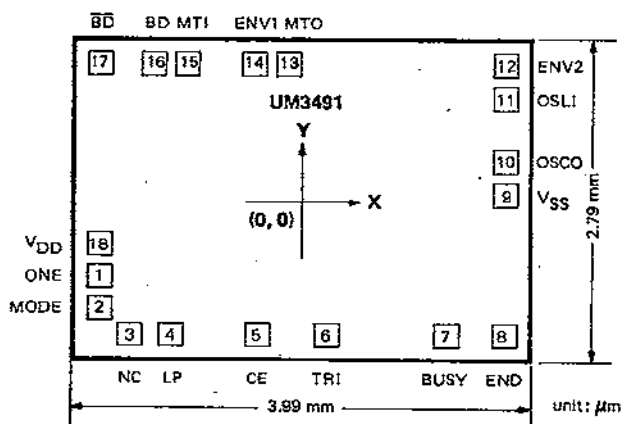 B̅D̅ BD MTI ENV1 MTO
17 16 15 14 13 12 ENV2
UM3491 11 OSLI
Y
10 OSCO
X 9 VSS
(0, 0)
2.79 mm
VDD 18
ONE 1
MODE 2
3 4 5 6 7 8
NC LP CE TRI BUSY END
3.99 mm unit: μm